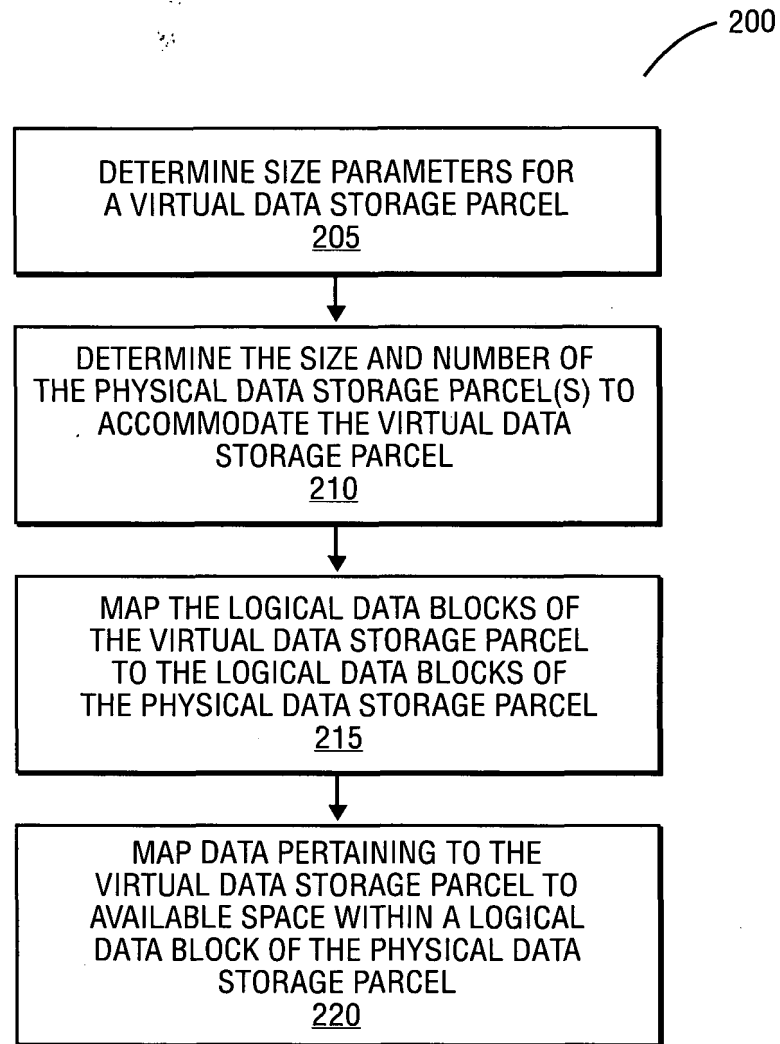 200
DETERMINE SIZE PARAMETERS FOR
A VIRTUAL DATA STORAGE PARCEL
205
DETERMINE THE SIZE AND NUMBER OF
THE PHYSICAL DATA STORAGE PARCEL(S) TO
ACCOMMODATE THE VIRTUAL DATA
STORAGE PARCEL
210
MAP THE LOGICAL DATA BLOCKS OF
THE VIRTUAL DATA STORAGE PARCEL
TO THE LOGICAL DATA BLOCKS OF
THE PHYSICAL DATA STORAGE PARCEL
215
MAP DATA PERTAINING TO THE
VIRTUAL DATA STORAGE PARCEL TO
AVAILABLE SPACE WITHIN A LOGICAL
DATA BLOCK OF THE PHYSICAL DATA
STORAGE PARCEL
220